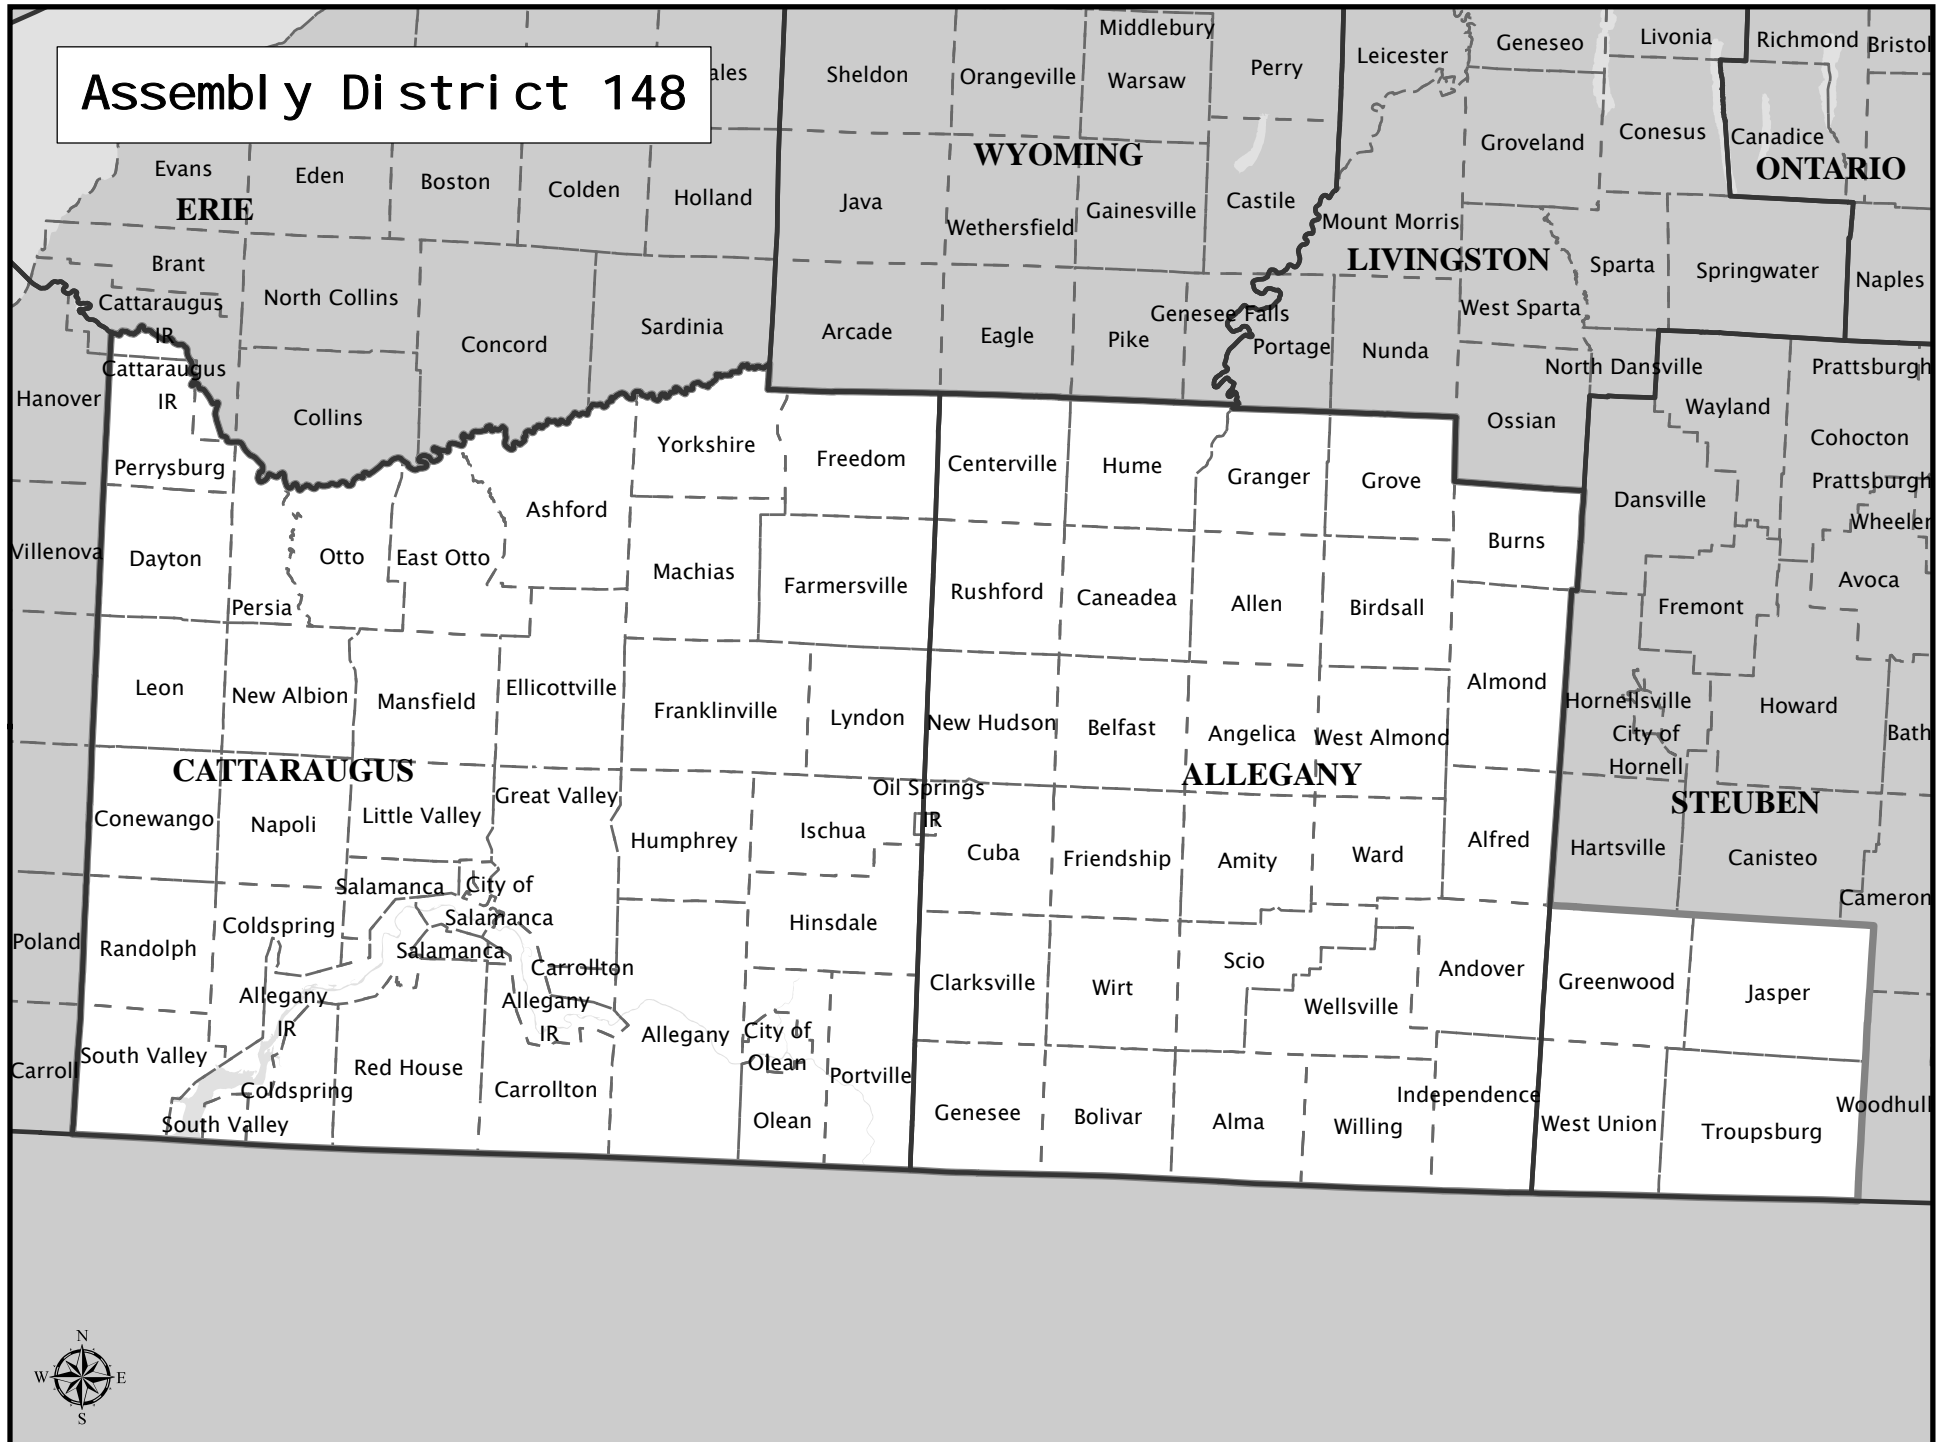 Assembly District 148
ales
Sheldon
Orangeville
Middlebury
Warsaw
Perry
Leicester
Geneseo
Livonia
Richmond
Bristol
Groveland
Conesus
Canadice
WYOMING
ONTARIO
Evans
Eden
Boston
Colden
Holland
Java
Wethersfield
Gainesville
Castile
Mount Morris
ERIE
LIVINGSTON
Sparta
Springwater
Naples
Brant
Cattaraugus
IR
North Collins
Concord
Sardinia
Arcade
Eagle
Pike
Genesee Falls
Portage
Nunda
West Sparta
North Dansville
Prattsburgh
Cattaraugus
IR
Hanover
Collins
Ossian
Wayland
Cohocton
Prattsburgh
Wheeler
Perrysburg
Yorkshire
Freedom
Centerville
Hume
Granger
Grove
Dansville
Ashford
Burns
Avoca
Villenova
Dayton
Otto
East Otto
Machias
Farmersville
Rushford
Caneadea
Allen
Birdsall
Fremont
Persia
Leon
New Albion
Mansfield
Ellicottville
Franklinville
Lyndon
New Hudson
Belfast
Angelica
West Almond
Almond
Hornellsville
City of
Hornell
Howard
Bath
CATTARAUGUS
ALLEGANY
STEUBEN
Conewango
Napoli
Little Valley
Great Valley
Humphrey
Ischua
Oil Springs
IR
Cuba
Friendship
Amity
Ward
Alfred
Hartsville
Canisteo
Cameron
Salamanca
City of
Salamanca
Salamanca
Poland
Randolph
Coldspring
Carrollton
Hinsdale
Clarksville
Wirt
Scio
Wellsville
Andover
Greenwood
Jasper
Allegany
IR
Allegany
IR
Allegany
City of
Olean
Carroll
South Valley
Coldspring
South Valley
Red House
Carrollton
Olean
Portville
Genesee
Bolivar
Alma
Willing
Independence
West Union
Troupsburg
Woodhull
N
W
E
S